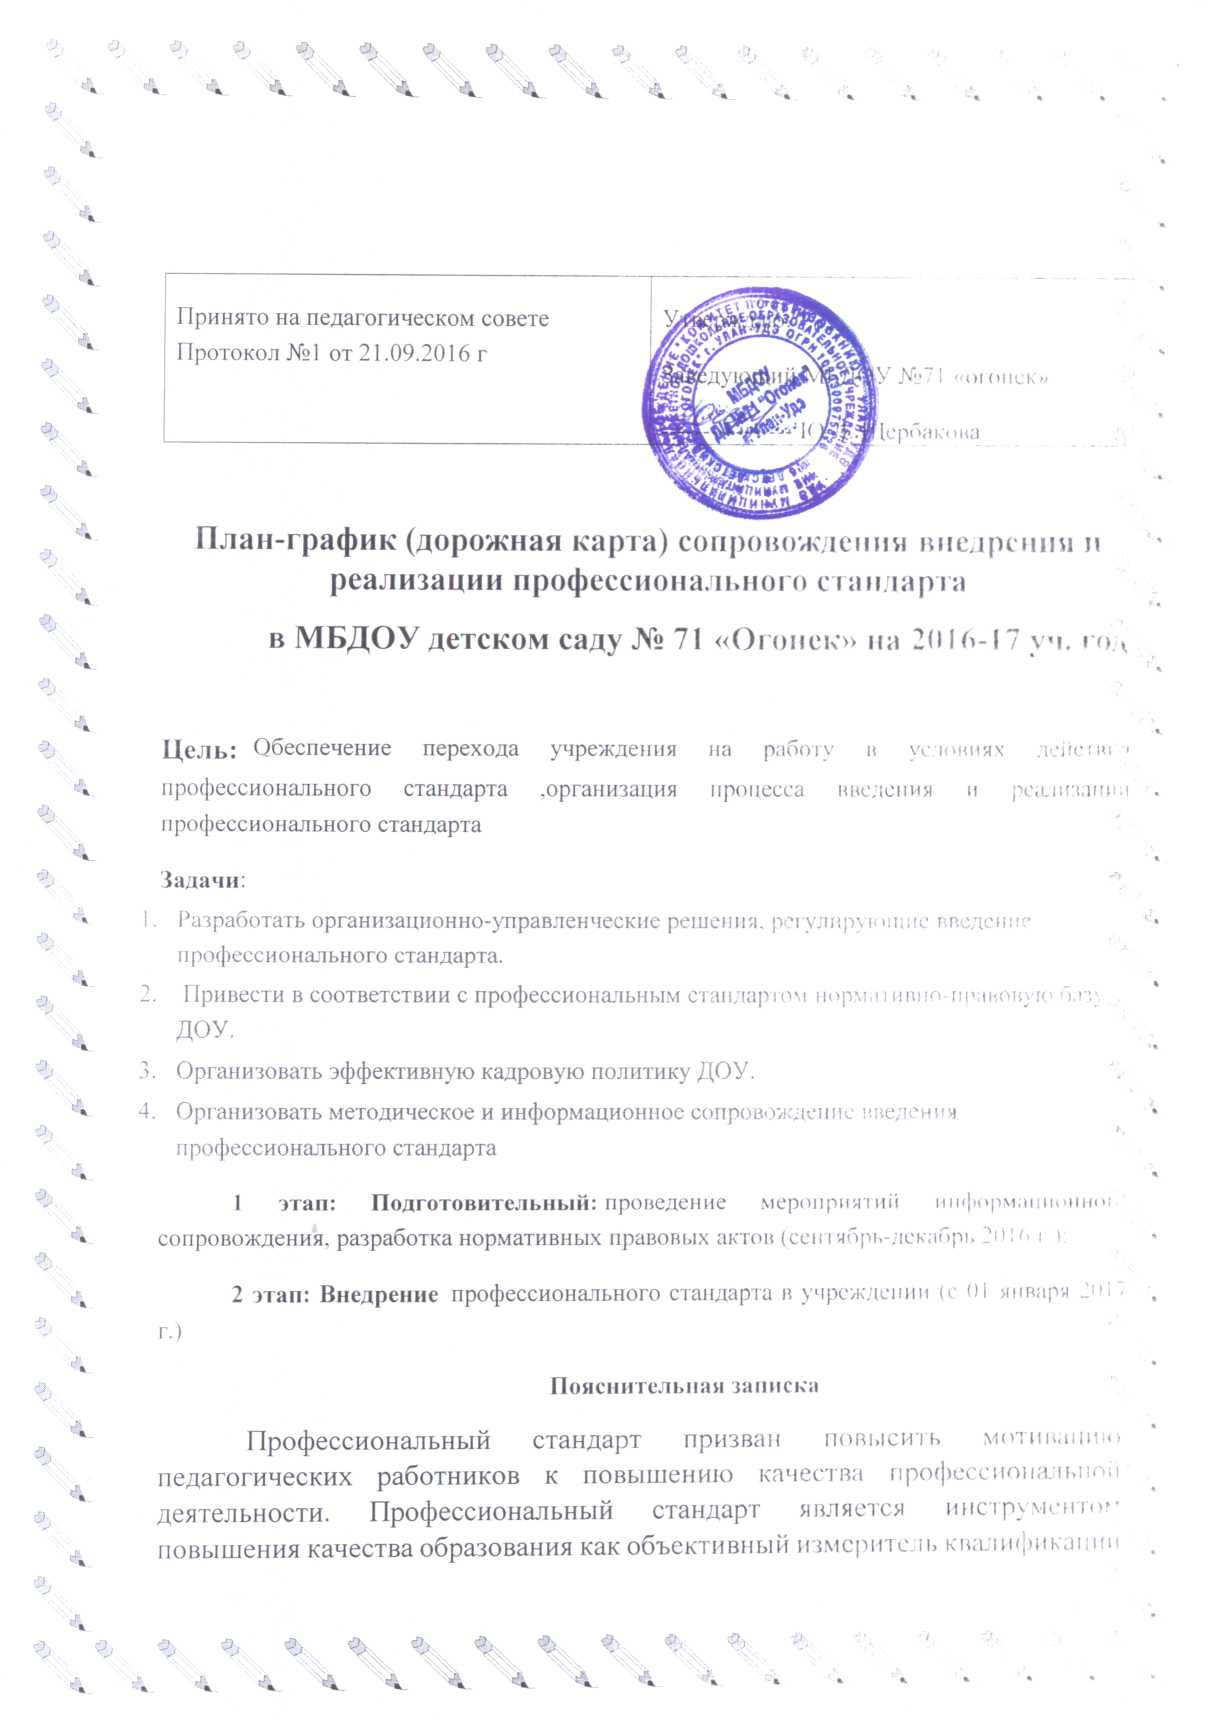 Принято на педагогическом совете
Протокол №1 от 21.09.2016 г
заведующий МБДОУ №71 «огонек»
Щербакова
МБДОУ
Д/с №71 "Огонек"
г. Улан-Удэ
План-график (дорожная карта) сопровождения внедрения и
реализации профессионального стандарта
в МБДОУ детском саду № 71 «Огонек» на 2016-17 уч. год
Цель: Обеспечение перехода учреждения на работу в условиях действия
профессионального стандарта ,организация процесса введения и реализации
профессионального стандарта
Задачи:
1. Разработать организационно-управленческие решения, регулирующие введение
профессионального стандарта.
2. Привести в соответствии с профессиональным стандартом нормативно-правовую базу
ДОУ.
3. Организовать эффективную кадровую политику ДОУ.
4. Организовать методическое и информационное сопровождение введения
профессионального стандарта
1 этап: Подготовительный: проведение мероприятий информационного
сопровождения, разработка нормативных правовых актов (сентябрь-декабрь 2016 г.);
2 этап: Внедрение профессионального стандарта в учреждении (с 01 января 2017
г.)
Пояснительная записка
Профессиональный стандарт призван повысить мотивацию
педагогических работников к повышению качества профессиональной
деятельности. Профессиональный стандарт является инструментом
повышения качества образования как объективный измеритель квалификации